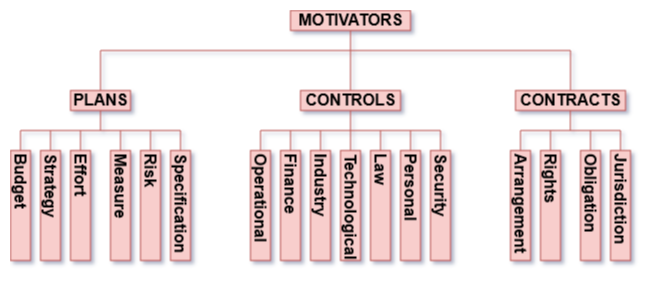 MOTIVATORS
PLANS
CONTROLS
CONTRACTS
Budget
Strategy
Effort
Measure
Risk
Specification
Operational
Finance
Industry
Technological
Law
Personal
Security
Arrangement
Rights
Obligation
Jurisdiction